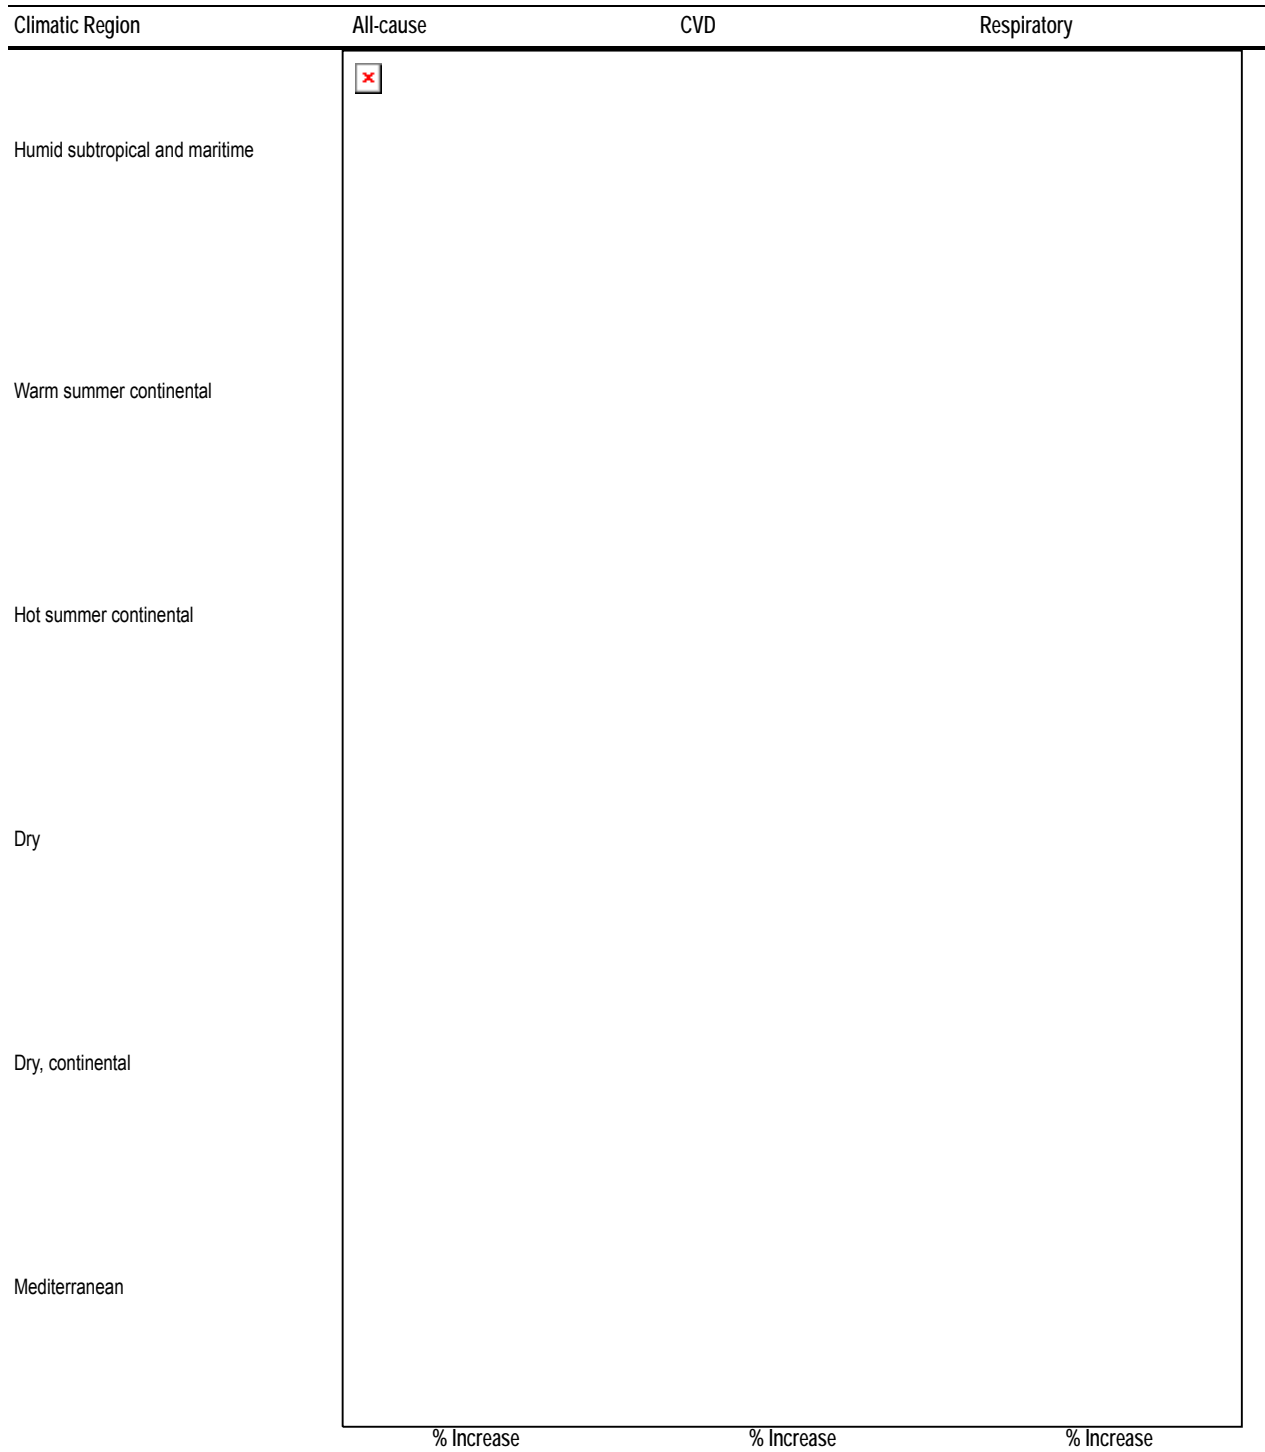 Climatic Region All-cause CVD Respiratory
Humid subtropical and maritime
Warm summer continental
Hot summer continental
Dry
Dry, continental
Mediterranean
% Increase % Increase % Increase